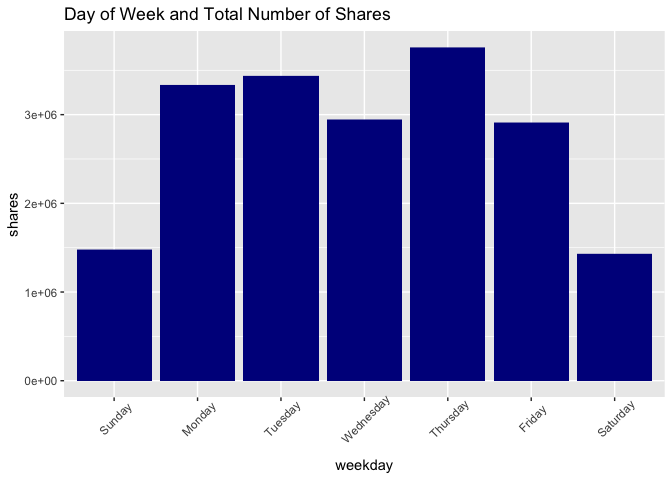 Day of Week and Total Number of Shares
shares
3e+06
2e+06
1e+06
0e+00
Sunday
Monday
Tuesday
Wednesday
Thursday
Friday
Saturday
weekday